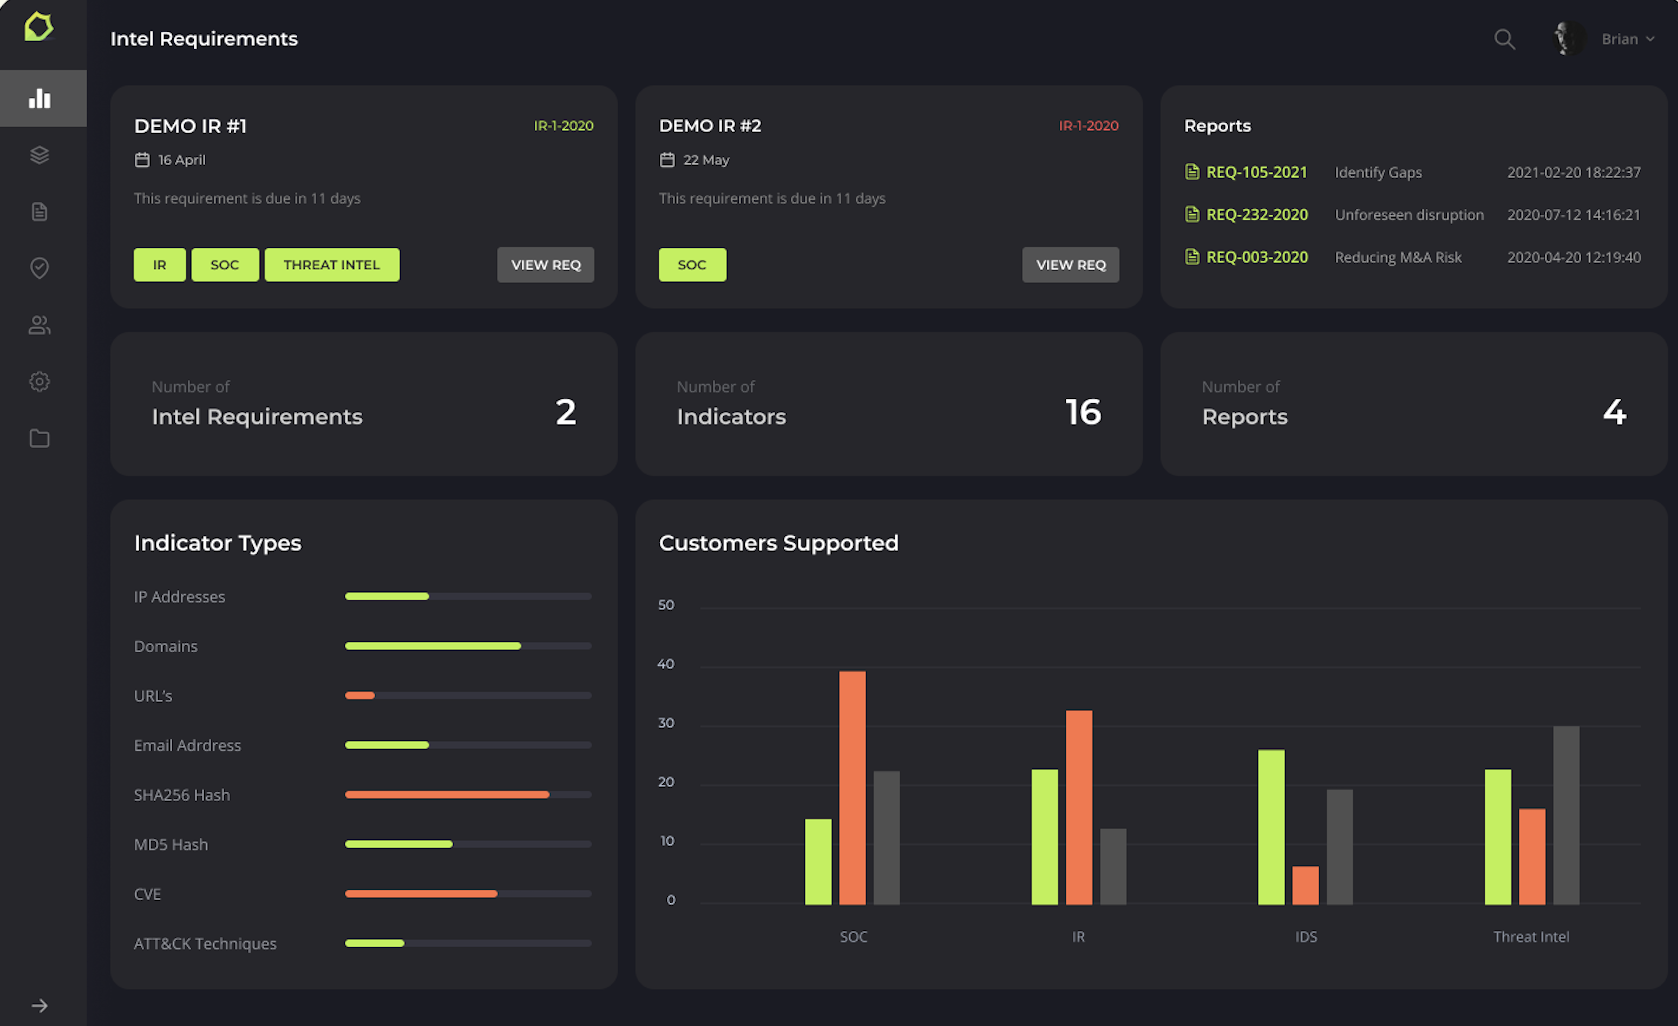 Intel Requirements
Brian
DEMO IR #1
IR-1-2020
16 April
This requirement is due in 11 days
IR
SOC
THREAT INTEL
VIEW REQ
DEMO IR #2
IR-1-2020
22 May
This requirement is due in 11 days
SOC
VIEW REQ
Reports
REQ-105-2021 Identify Gaps 2021-02-20 18:22:37
REQ-232-2020 Unforeseen disruption 2020-07-12 14:16:21
REQ-003-2020 Reducing M&A Risk 2020-04-20 12:19:40
Number of
Intel Requirements
2
Number of
Indicators
16
Number of
Reports
4
Indicator Types
IP Addresses
Domains
URL's
Email Adrdress
SHA256 Hash
MD5 Hash
CVE
ATT&CK Techniques
Customers Supported
50
40
30
20
10
0
SOC
IR
IDS
Threat Intel